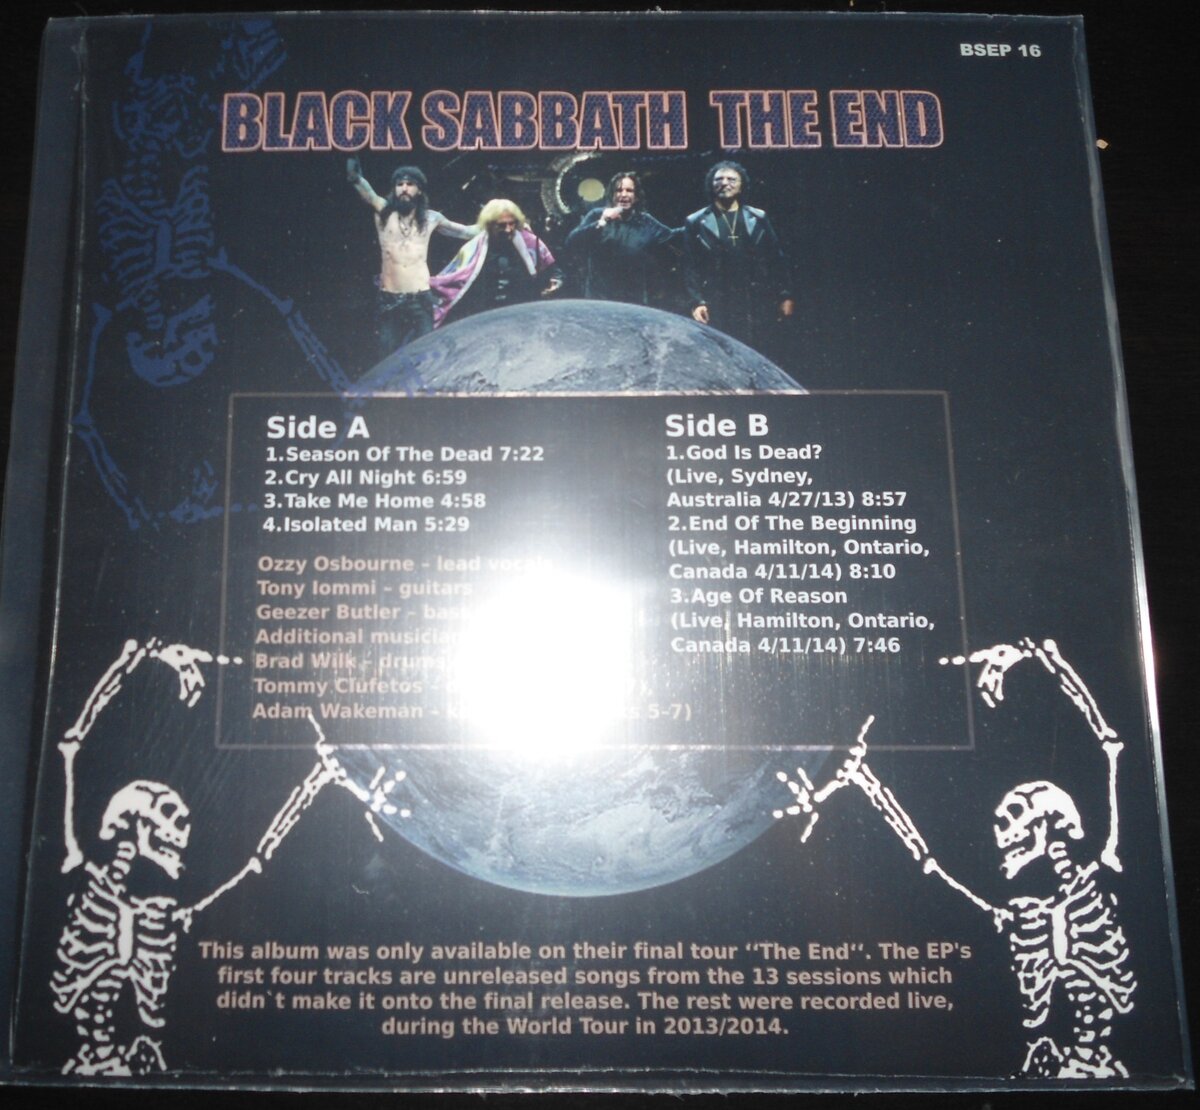 BSEP 16
BLACK SABBATH THE END
Side A
1.Season Of The Dead 7:22
2.Cry All Night 6:59
3.Take Me Home 4:58
4.Isolated Man 5:29
Ozzy Osbourne – lead vocals
Tony Iommi – guitars
Geezer Butler – bass
Additional musician
Brad Wilk – drums
Tommy Clufetos –
Adam Wakeman – 5-7)
Side B
1.God Is Dead?
(Live, Sydney,
Australia 4/27/13) 8:57
2.End Of The Beginning
(Live, Hamilton, Ontario,
Canada 4/11/14) 8:10
3.Age Of Reason
(Live, Hamilton, Ontario,
Canada 4/11/14) 7:46
This album was only available on their final tour “The End“. The EP's
first four tracks are unreleased songs from the 13 sessions which
didn`t make it onto the final release. The rest were recorded live,
during the World Tour in 2013/2014.